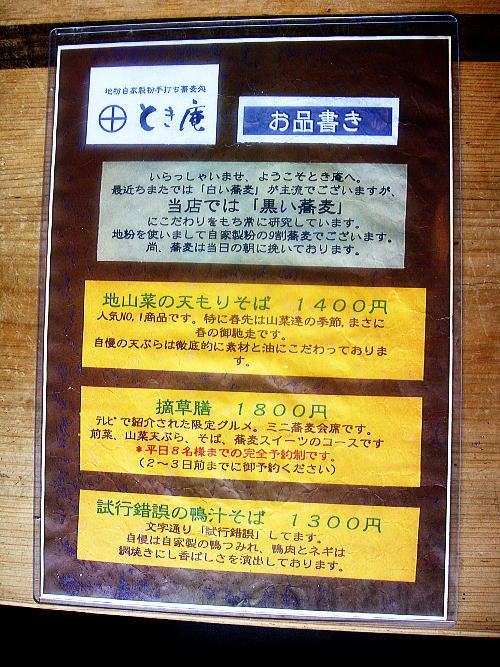 地粉自家製粉手打ち蕎麦処
とき庵
お品書き
いらっしゃいませ、ようこそとき庵へ。
最近ちまたでは「白い蕎麦」が主流でございますが、
当店では「黒い蕎麦」
にこだわりをもち常に研究しています。
地粉を使いまして自家製粉の9割蕎麦でございます。
尚、蕎麦は当日の朝に挽いております。
地山菜の天もりそば 1400円
人気NO,1商品です。特に春先は山菜達の季節,まさに
春の御馳走です。
自慢の天ぷらは徹底的に素材と油にこだわっておりま
す。
摘草膳 1800円
テレビで紹介された限定グルメ。ミニ蕎麦会席です。
前菜、山菜天ぷら、そば、蕎麦スイーツのコースです
*平日8名様までの完全予約制です。
(2~3日前までに御予約ください)
試行錯誤の鴨汁そば 1300円
文字通り「試行錯誤」してます。
自慢は自家製の鴨つみれ、鴨肉とネギは
網焼きにし香ばしさを演出しております。